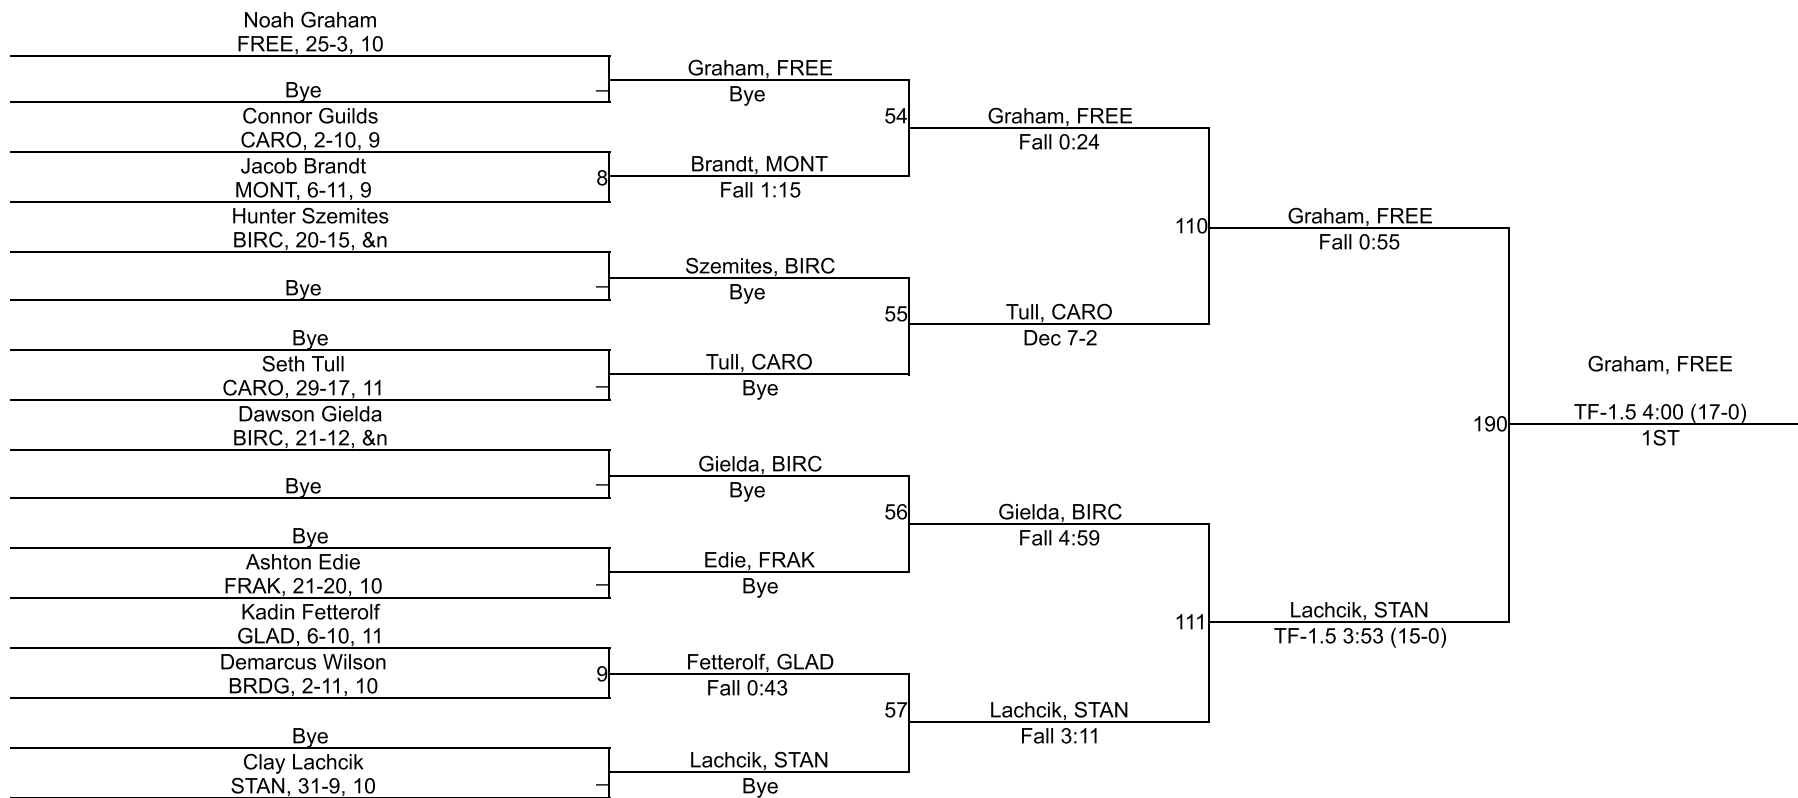 Noah Graham
FREE, 25-3, 10
Bye
Connor Guilds
CARO, 2-10, 9
Jacob Brandt
MONT, 6-11, 9
8
Hunter Szemites
BIRC, 20-15, &n
Bye
Bye
Seth Tull
CARO, 29-17, 11
Dawson Gielda
BIRC, 21-12, &n
Bye
Bye
Ashton Edie
FRAK, 21-20, 10
Kadin Fetterolf
GLAD, 6-10, 11
Demarcus Wilson
BRDG, 2-11, 10
9
Bye
Clay Lachcik
STAN, 31-9, 10
Graham, FREE
Bye
54
Brandt, MONT
Fall 1:15
Szemites, BIRC
Bye
55
Tull, CARO
Bye
Gielda, BIRC
Bye
56
Edie, FRAK
Bye
Fetterolf, GLAD
Fall 0:43
57
Lachcik, STAN
Bye
Graham, FREE
Fall 0:24
110
Tull, CARO
Dec 7-2
Gielda, BIRC
Fall 4:59
111
Lachcik, STAN
Fall 3:11
Graham, FREE
Fall 0:55
190
Lachcik, STAN
TF-1.5 3:53 (15-0)
Graham, FREE
TF-1.5 4:00 (17-0)
1ST